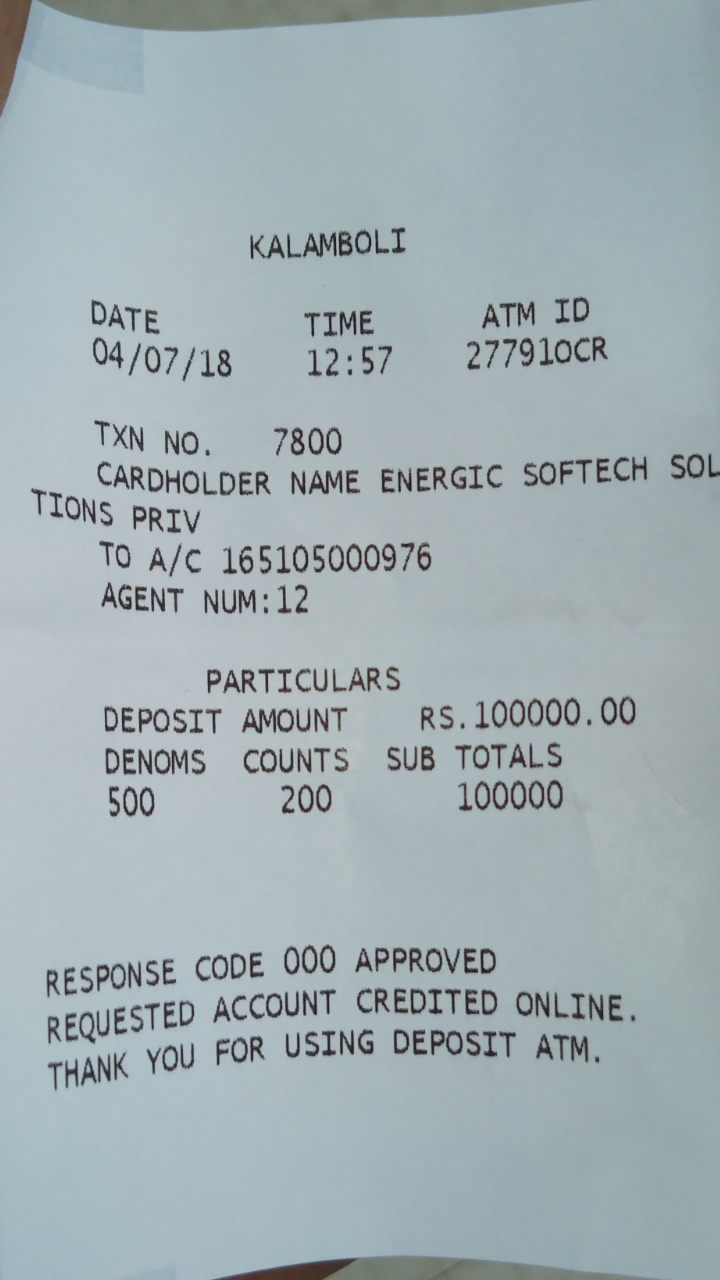 KALAMBOLI
DATE TIME ATM ID
04/07/18 12:57 277910CR
TXN NO. 7800
CARDHOLDER NAME ENERGIC SOFTECH SOL
TIONS PRIV
TO A/C 165105000976
AGENT NUM:12
PARTICULARS
DEPOSIT AMOUNT RS.100000.00
DENOMS COUNTS SUB TOTALS
500 200 100000
RESPONSE CODE 000 APPROVED
REQUESTED ACCOUNT CREDITED ONLINE.
THANK YOU FOR USING DEPOSIT ATM.